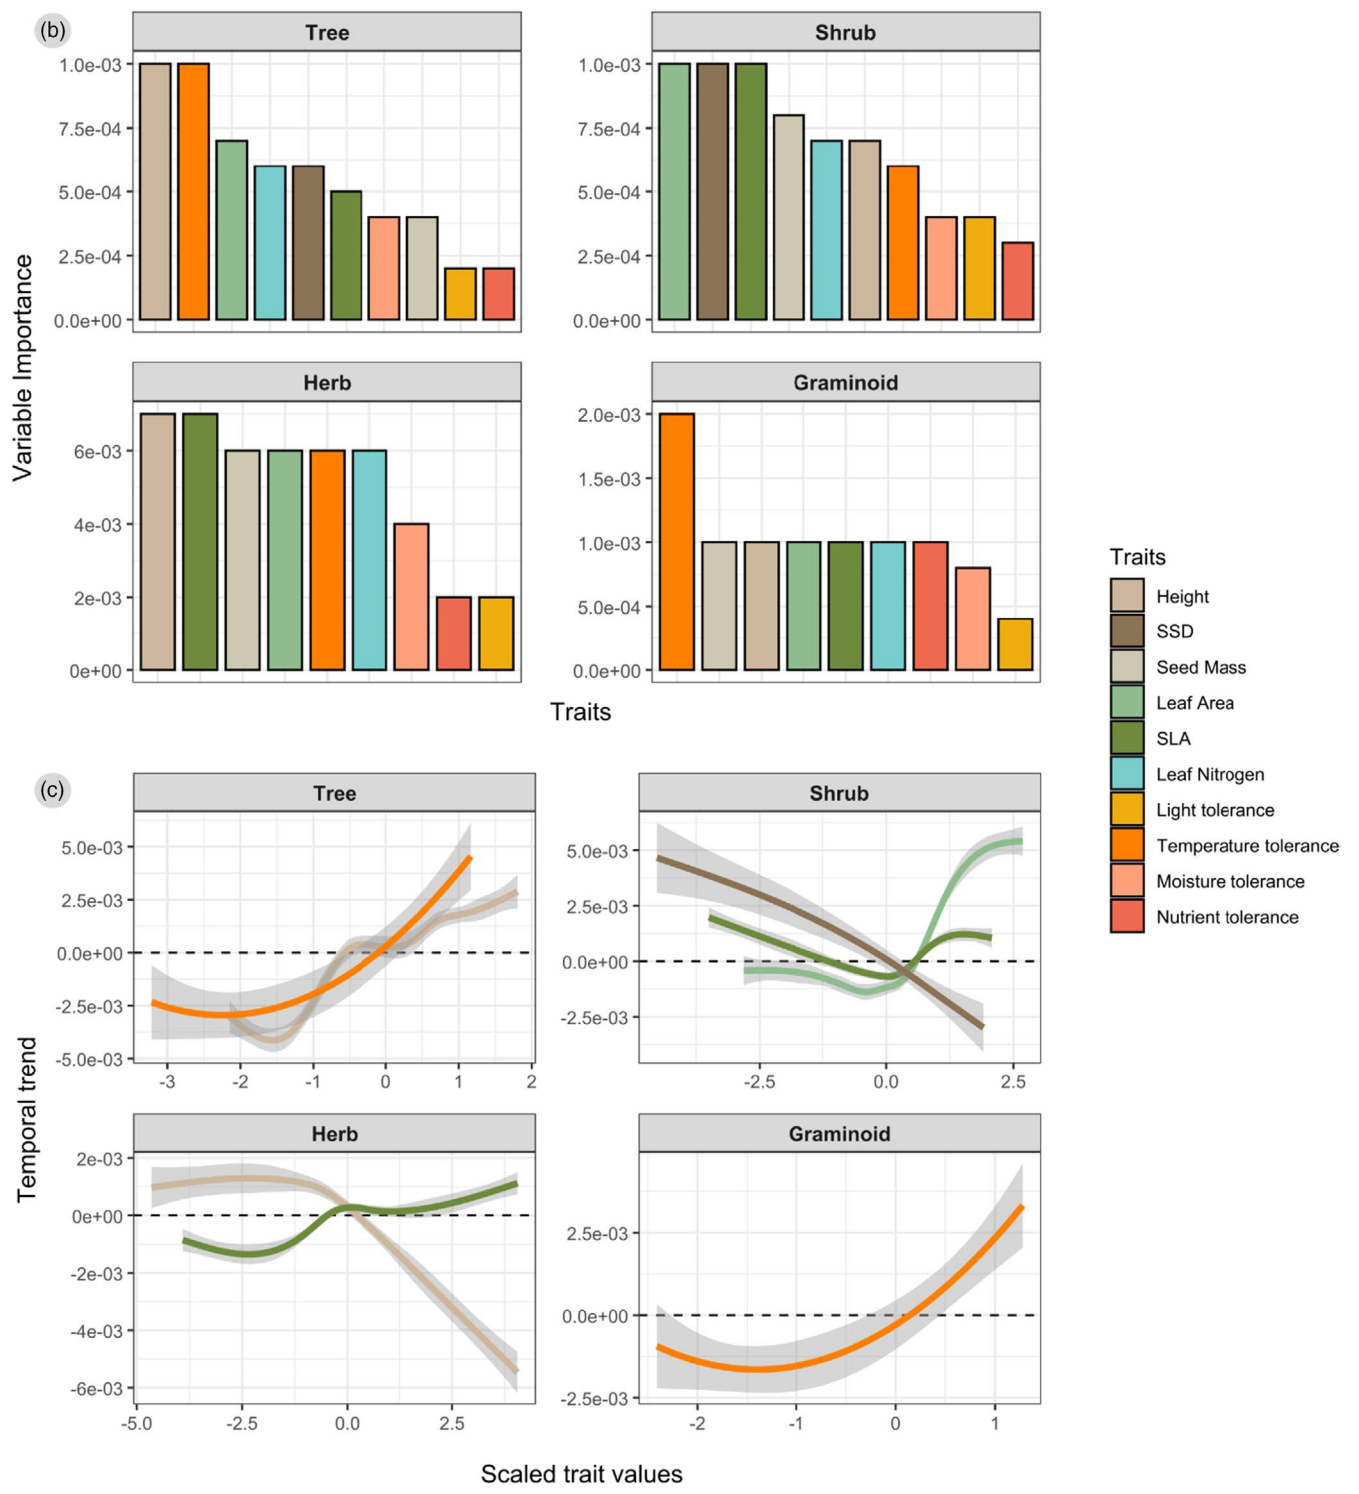 (b)
Tree
Shrub
1.0e-03
7.5e-04
5.0e-04
2.5e-04
0.0e+00
1.0e-03
7.5e-04
5.0e-04
2.5e-04
0.0e+00
Variable Importance
Herb
Graminoid
6e-03
4e-03
2e-03
0e+00
2.0e-03
1.5e-03
1.0e-03
5.0e-04
0.0e+00
Traits
Traits
Height
SSD
Seed Mass
Leaf Area
SLA
Leaf Nitrogen
Light tolerance
Temperature tolerance
Moisture tolerance
Nutrient tolerance
(c)
Tree
Shrub
5.0e-03
2.5e-03
0.0e+00
-2.5e-03
-5.0e-03
-3 -2 -1 0 1 2
5.0e-03
2.5e-03
0.0e+00
-2.5e-03
-2.5 0.0 2.5
Temporal trend
Herb
Graminoid
2e-03
0e+00
-2e-03
-4e-03
-6e-03
-5.0 -2.5 0.0 2.5
2.5e-03
0.0e+00
-2.5e-03
-2 -1 0 1
Scaled trait values